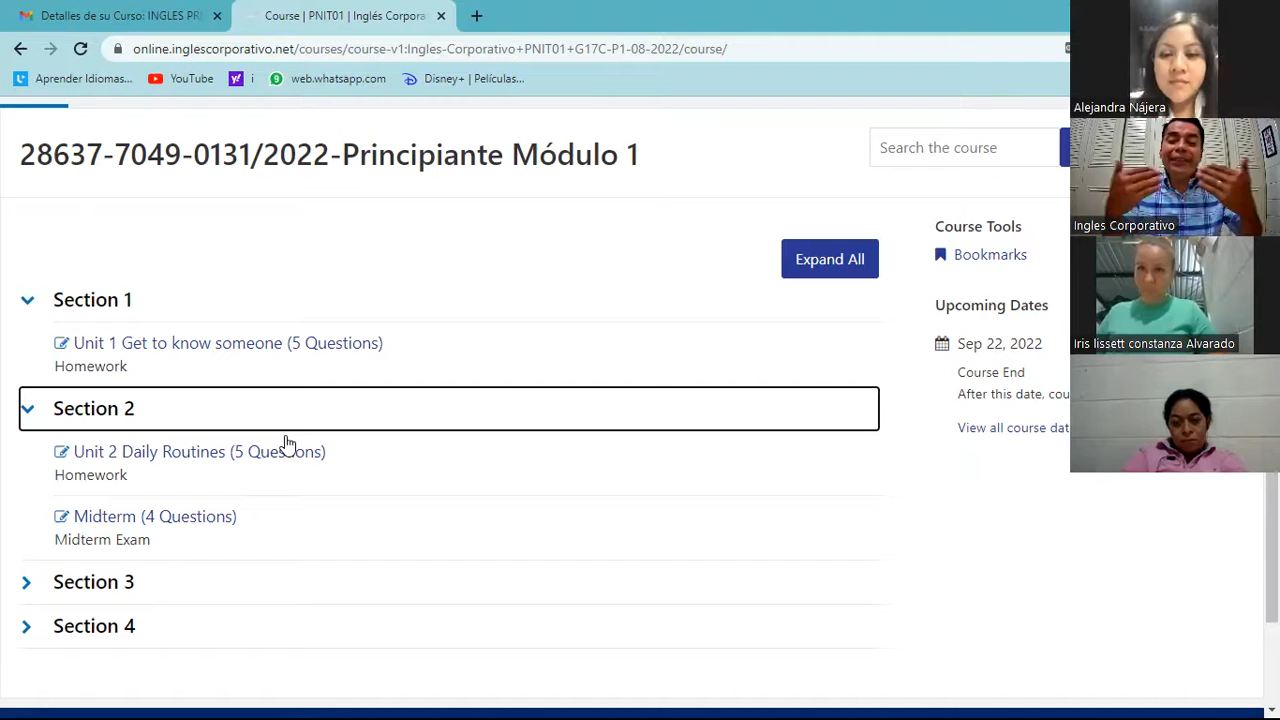 Detalles de su Curso: INGLES PRI
Course | PNIT01 | Inglés Corpora
online.inglescorporativo.net/courses/course-v1:Ingles-Corporativo+PNIT01+G17C-P1-08-2022/course/
Aprender Idiomas... YouTube i web.whatsapp.com Disney+ | Películas,...
28637-7049-0131/2022-Principiante Módulo 1
Search the course
Expand All
Section 1
Unit 1 Get to know someone (5 Questions)
Homework
Section 2
Unit 2 Daily Routines (5 Questions)
Homework
Midterm (4 Questions)
Midterm Exam
Section 3
Section 4
Course Tools
Bookmarks
Upcoming Dates
Sep 22, 2022
Course End
After this date, cou
View all course dat
Alejandra Nájera
Ingles Corporativo
Iris lissett constanza Alvarado